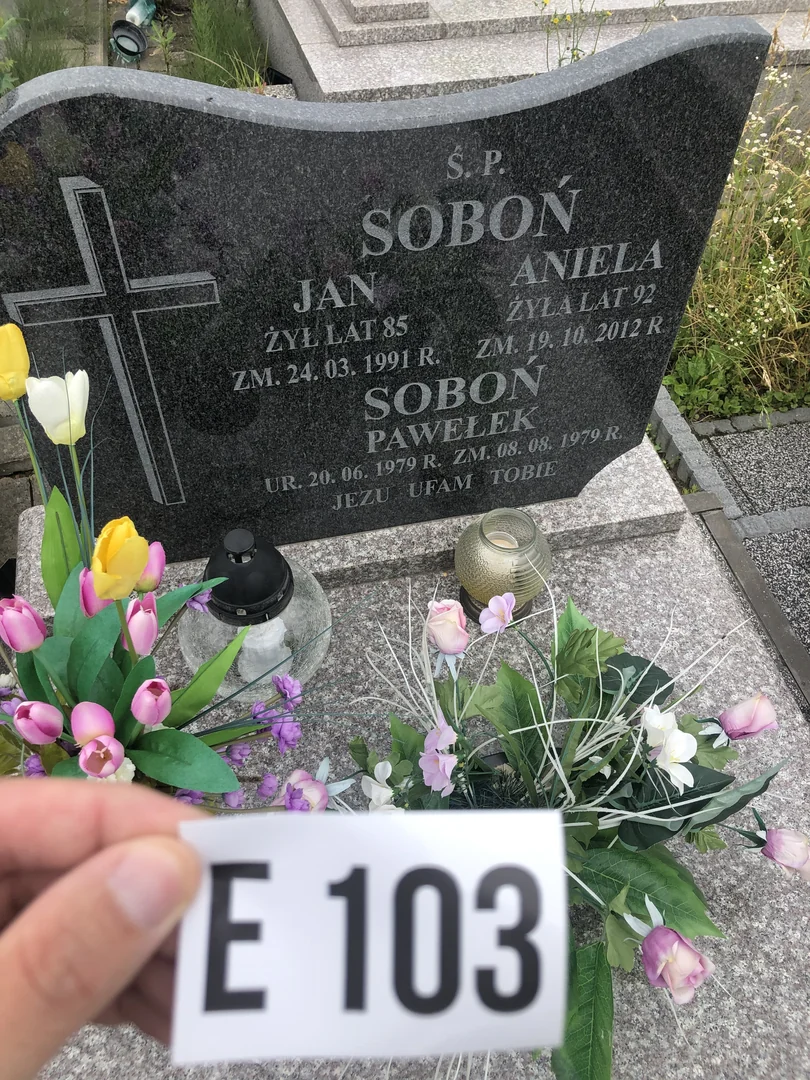 Ś. P.
SOBOŃ
JAN ANIELA
ŻYŁ LAT 85 ŻYŁA LAT 92
ZM. 24. 03. 1991 R. ZM. 19. 10. 2012 R
SOBOŃ
PAWEŁEK
UR. 20. 06. 1979 R. ZM. 08. 08. 1979 R.
JEZU UFAM TOBIE
E 103